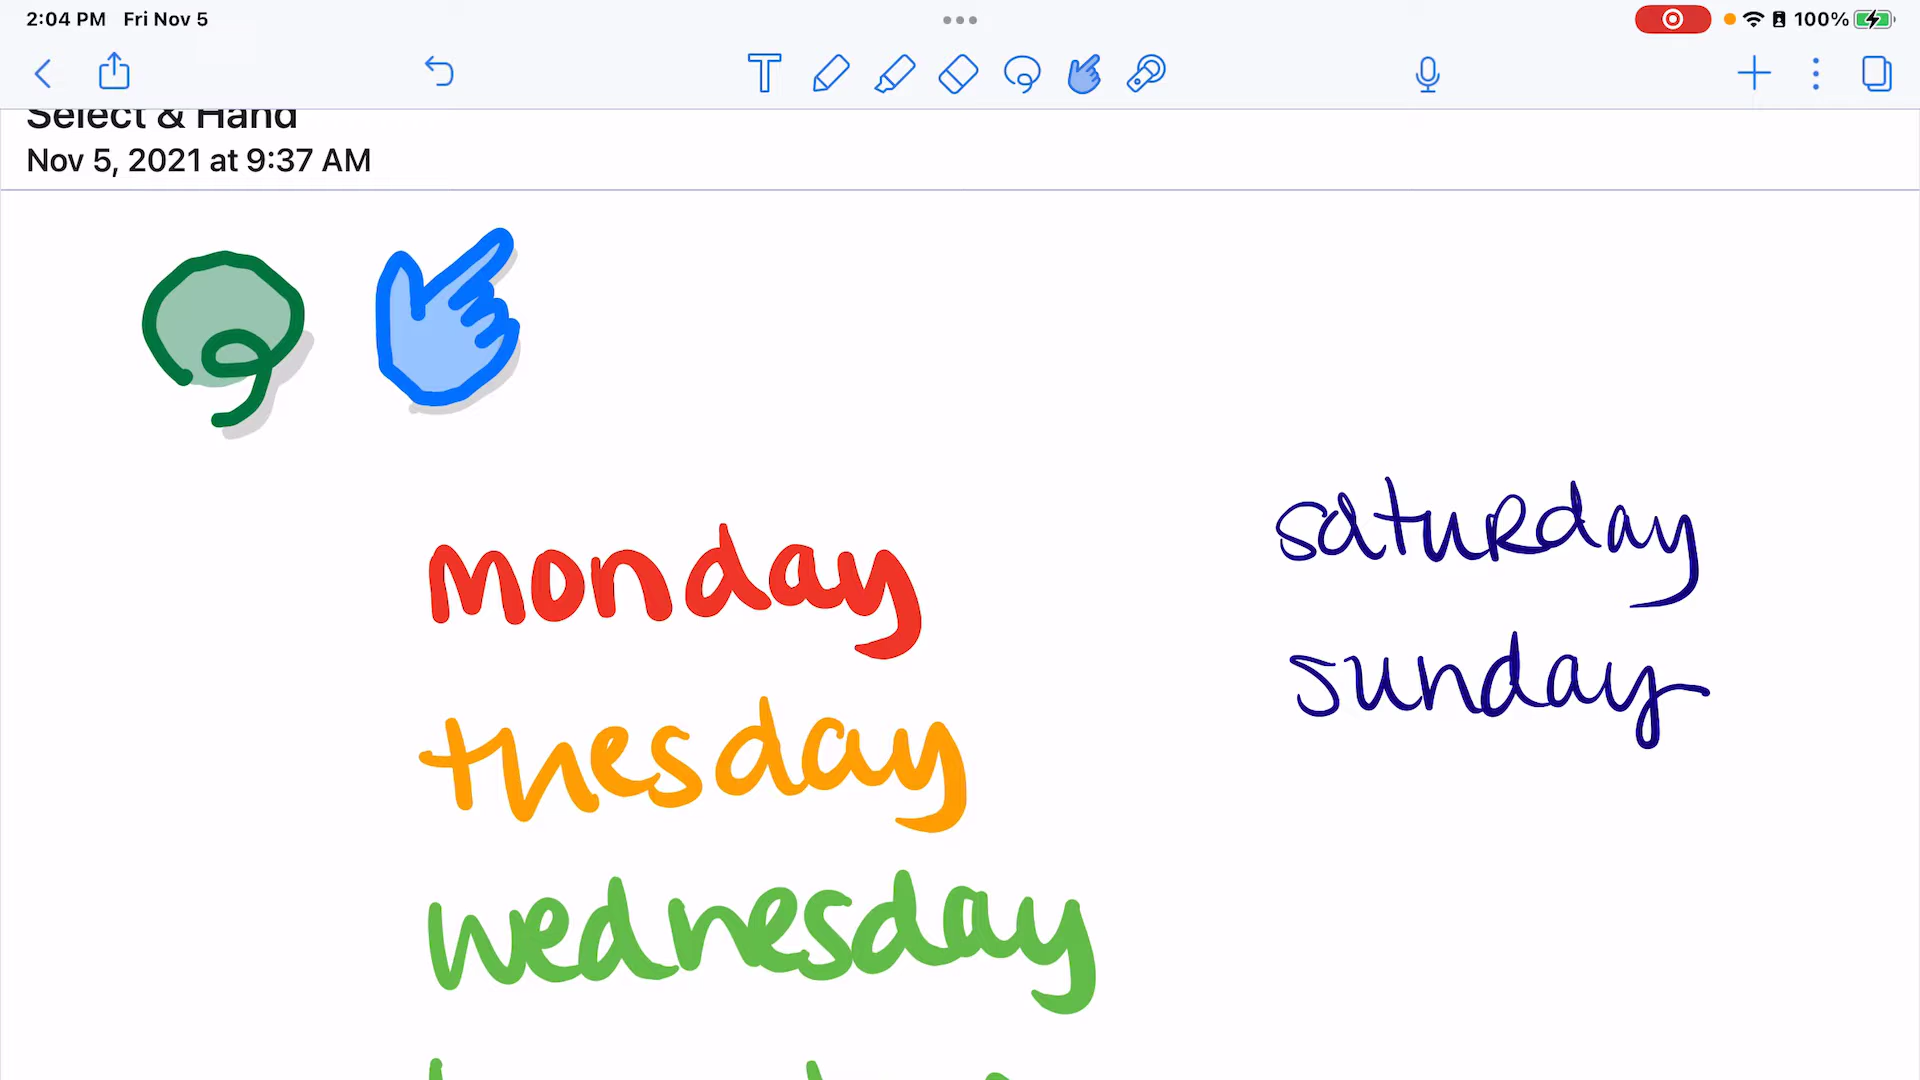 2:04 PM Fri Nov 5
100%
Select & Hand
Nov 5, 2021 at 9:37 AM
monday
tuesday
wednesday
saturday
sunday